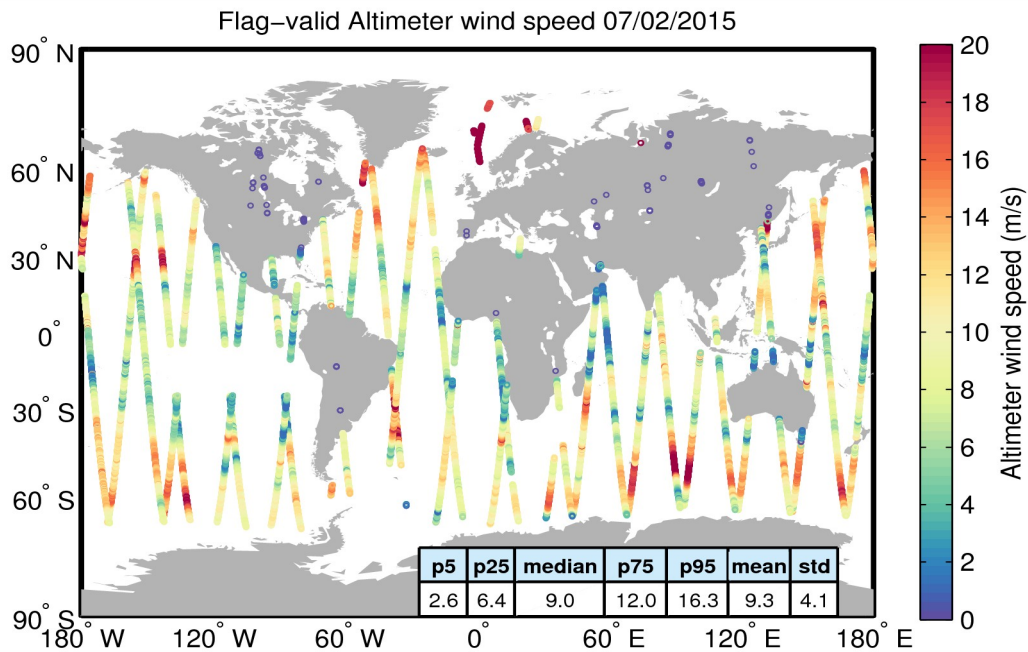 Flag−valid Altimeter wind speed 07/02/2015
90° N
60° N
30° N
0°
30° S
60° S
90° S
180° W
120° W
60° W
0°
60° E
120° E
180° E
p5 p25 median p75 p95 mean std
2.6 6.4 9.0 12.0 16.3 9.3 4.1
20
18
16
14
12
10
8
6
4
2
0
Altimeter wind speed (m/s)